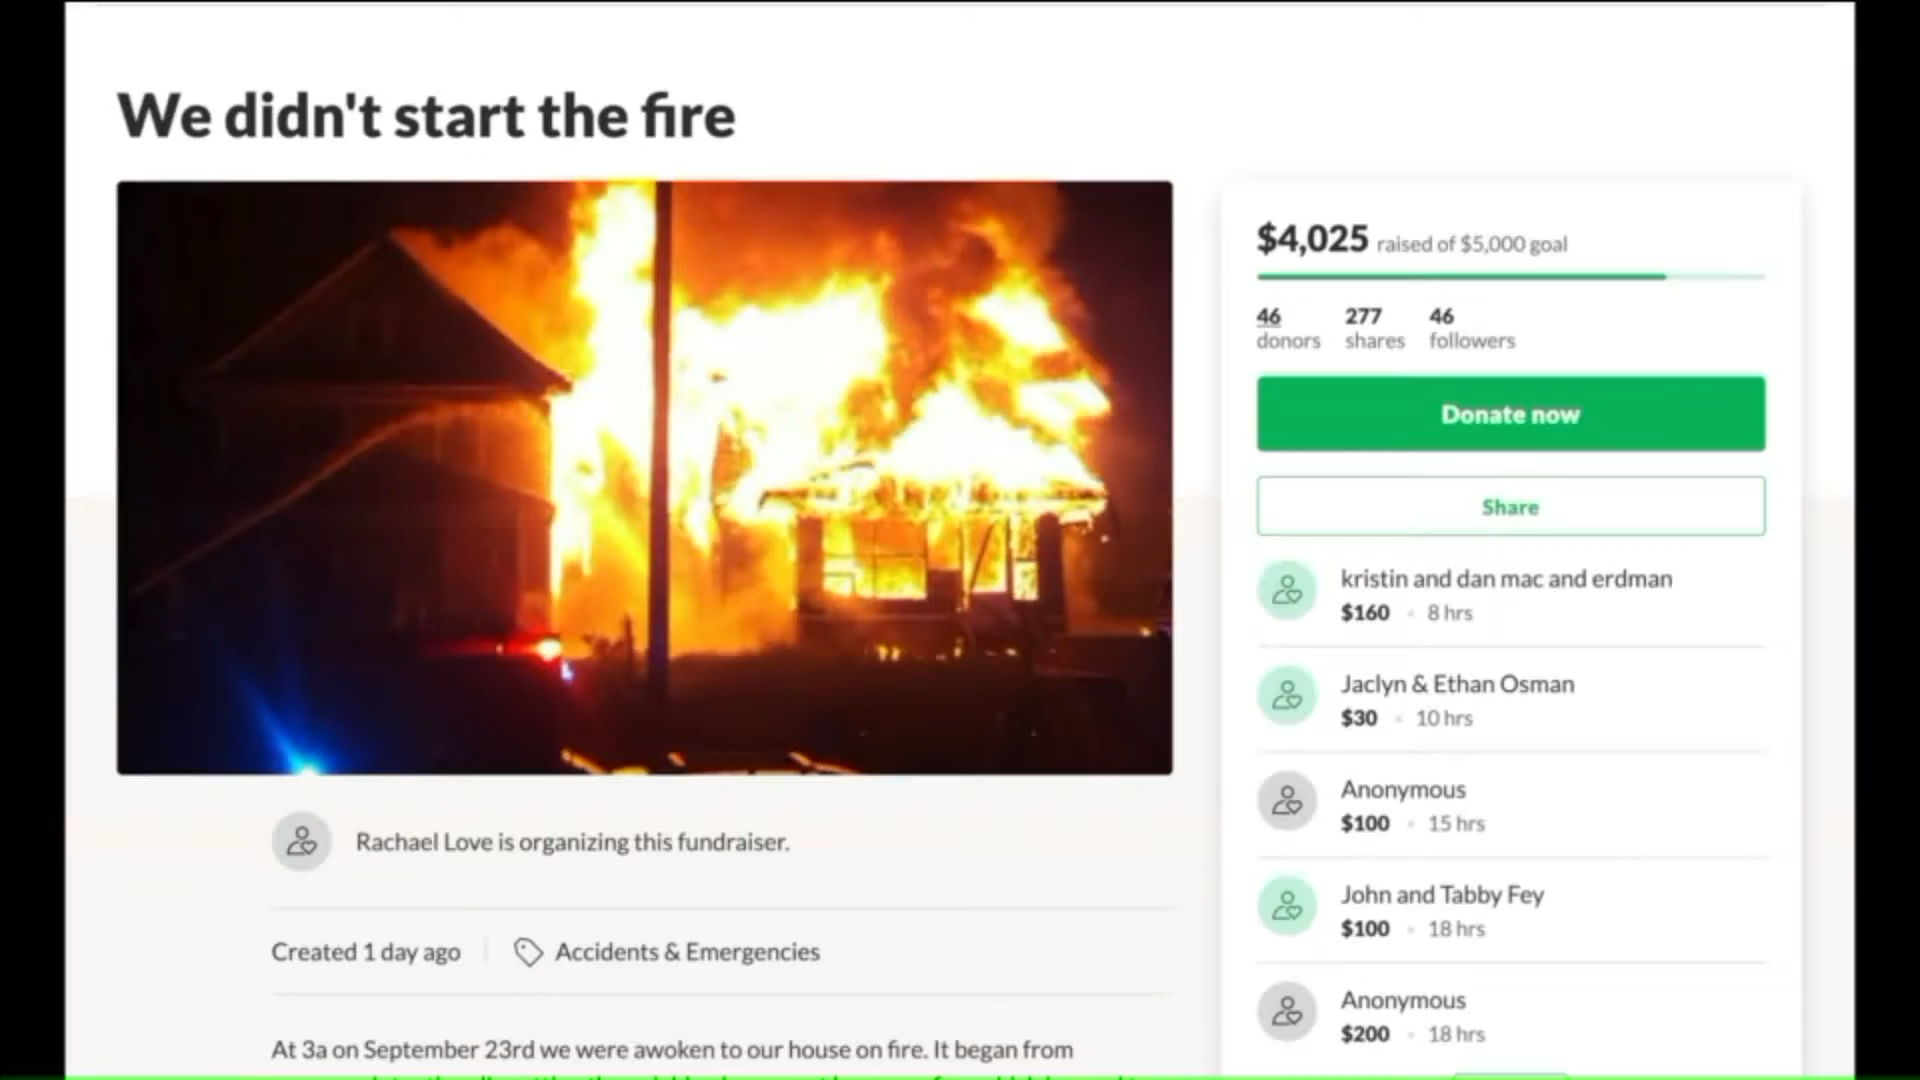 We didn't start the fire
$4,025 raised of $5,000 goal
46 donors
277 shares
46 followers
Donate now
Share
kristin and dan mac and erdman
$160 • 8 hrs
Jaclyn & Ethan Osman
$30 • 10 hrs
Anonymous
$100 • 15 hrs
John and Tabby Fey
$100 • 18 hrs
Anonymous
$200 • 18 hrs
Rachael Love is organizing this fundraiser.
Created 1 day ago
Accidents & Emergencies
At 3a on September 23rd we were awoken to our house on fire. It began from